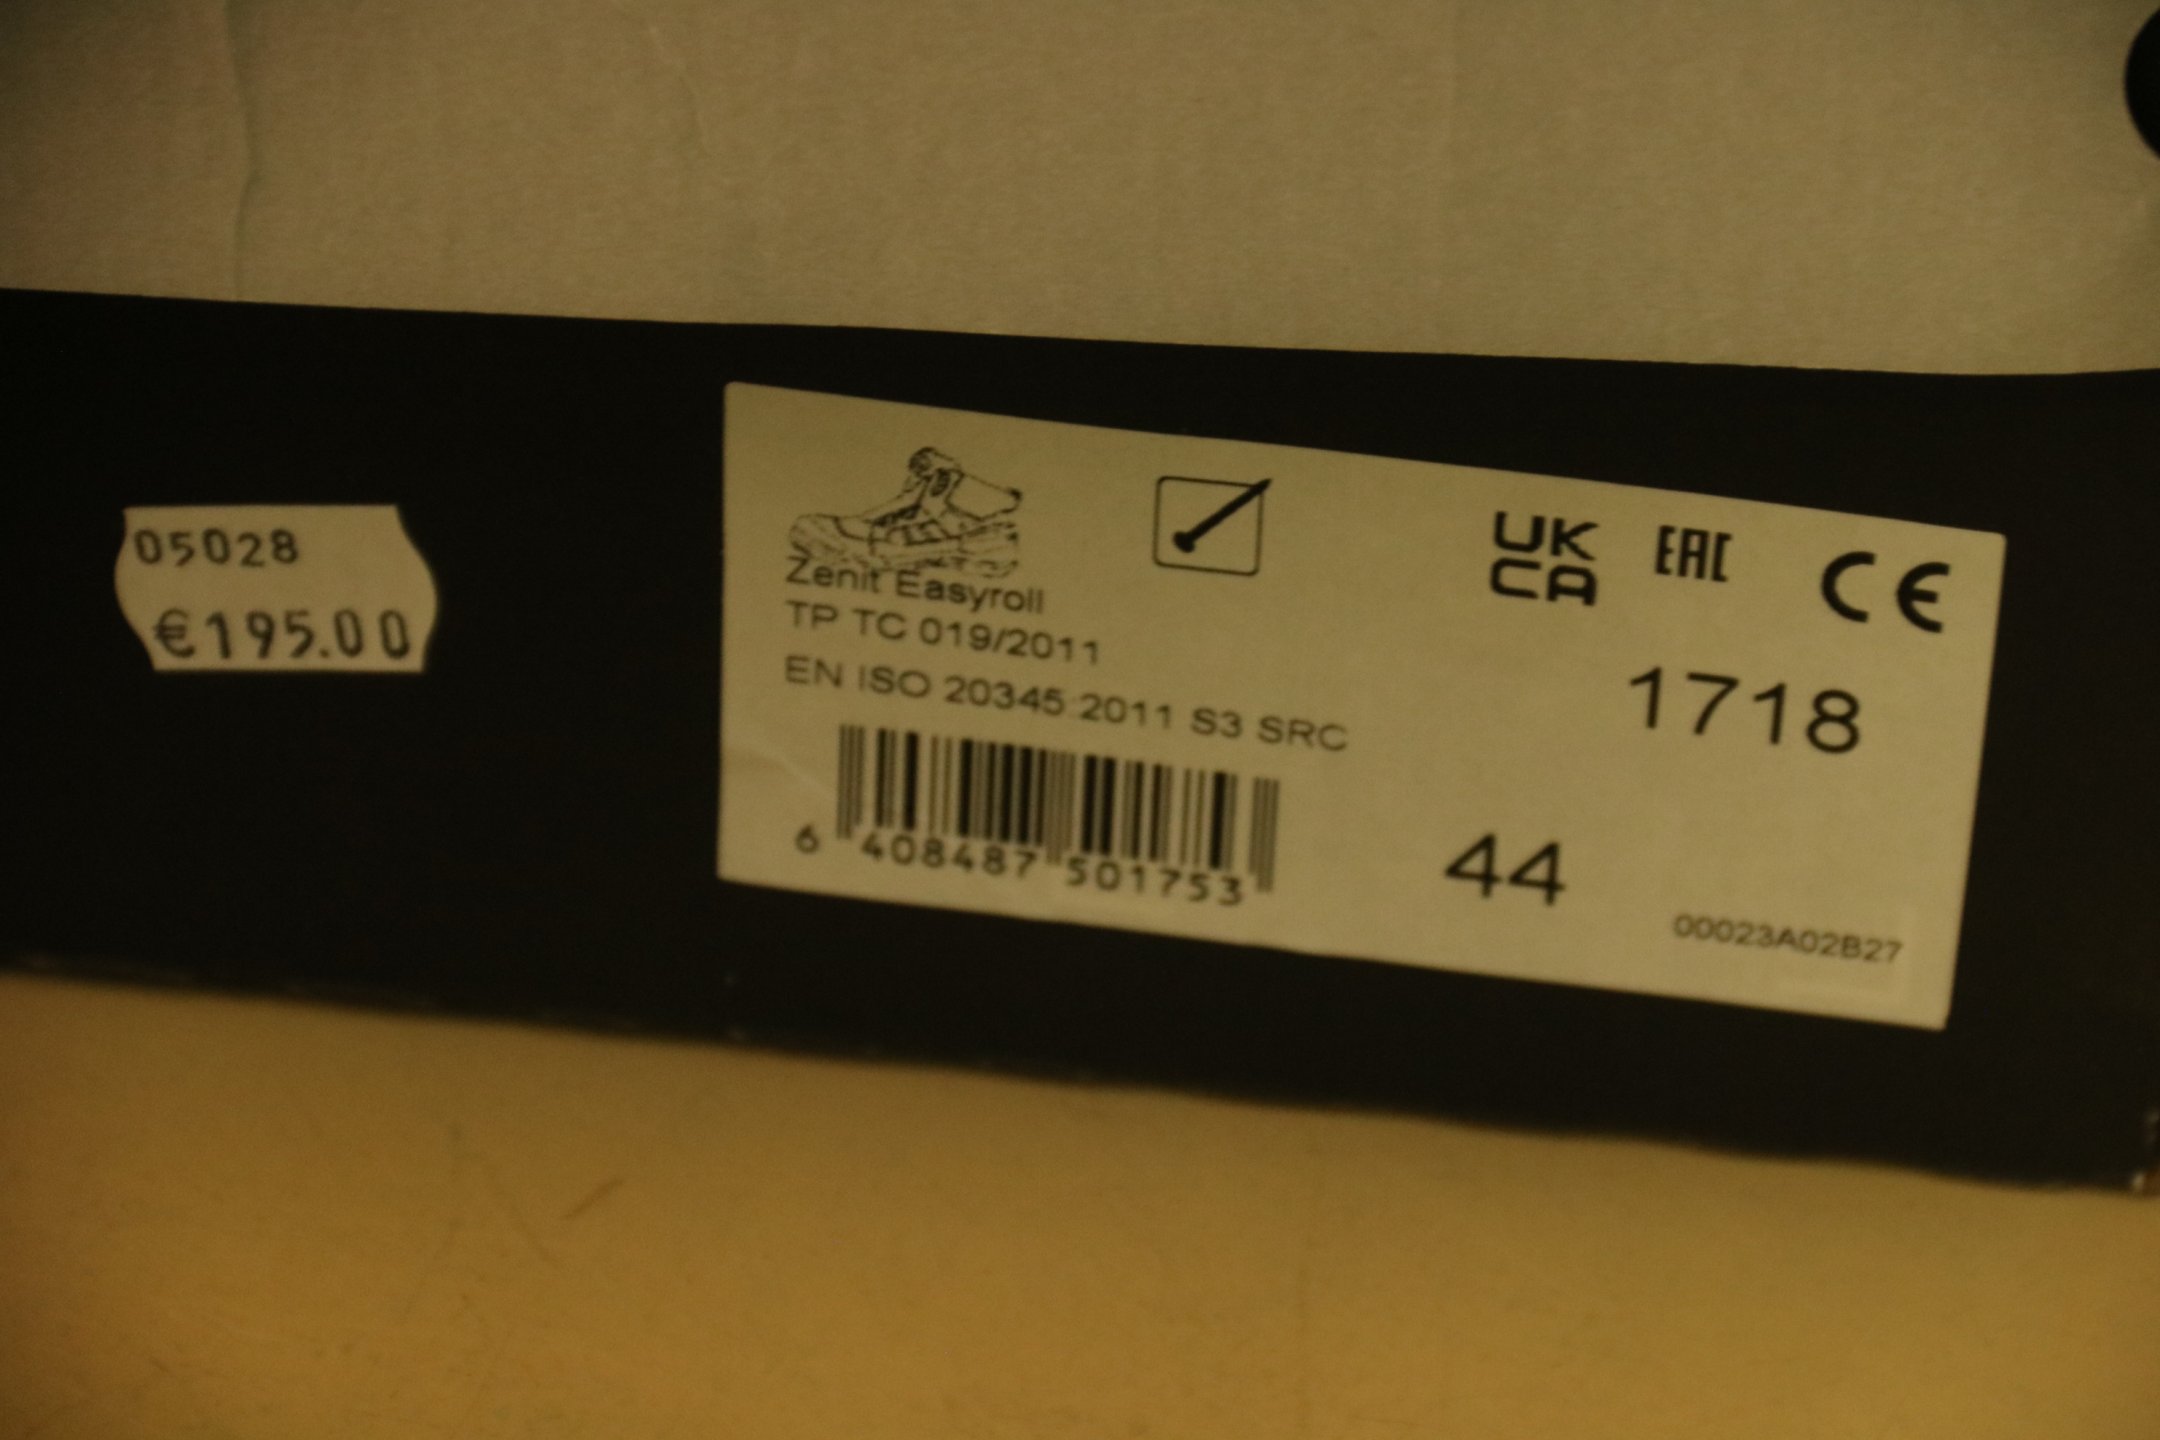 05028
€195.00
UK
CA
EAC
CE
Zenit Easyroll
TP TC 019/2011
EN ISO 20345:2011 S3 SRC
1718
6 408487 501753
44
00023A02B27